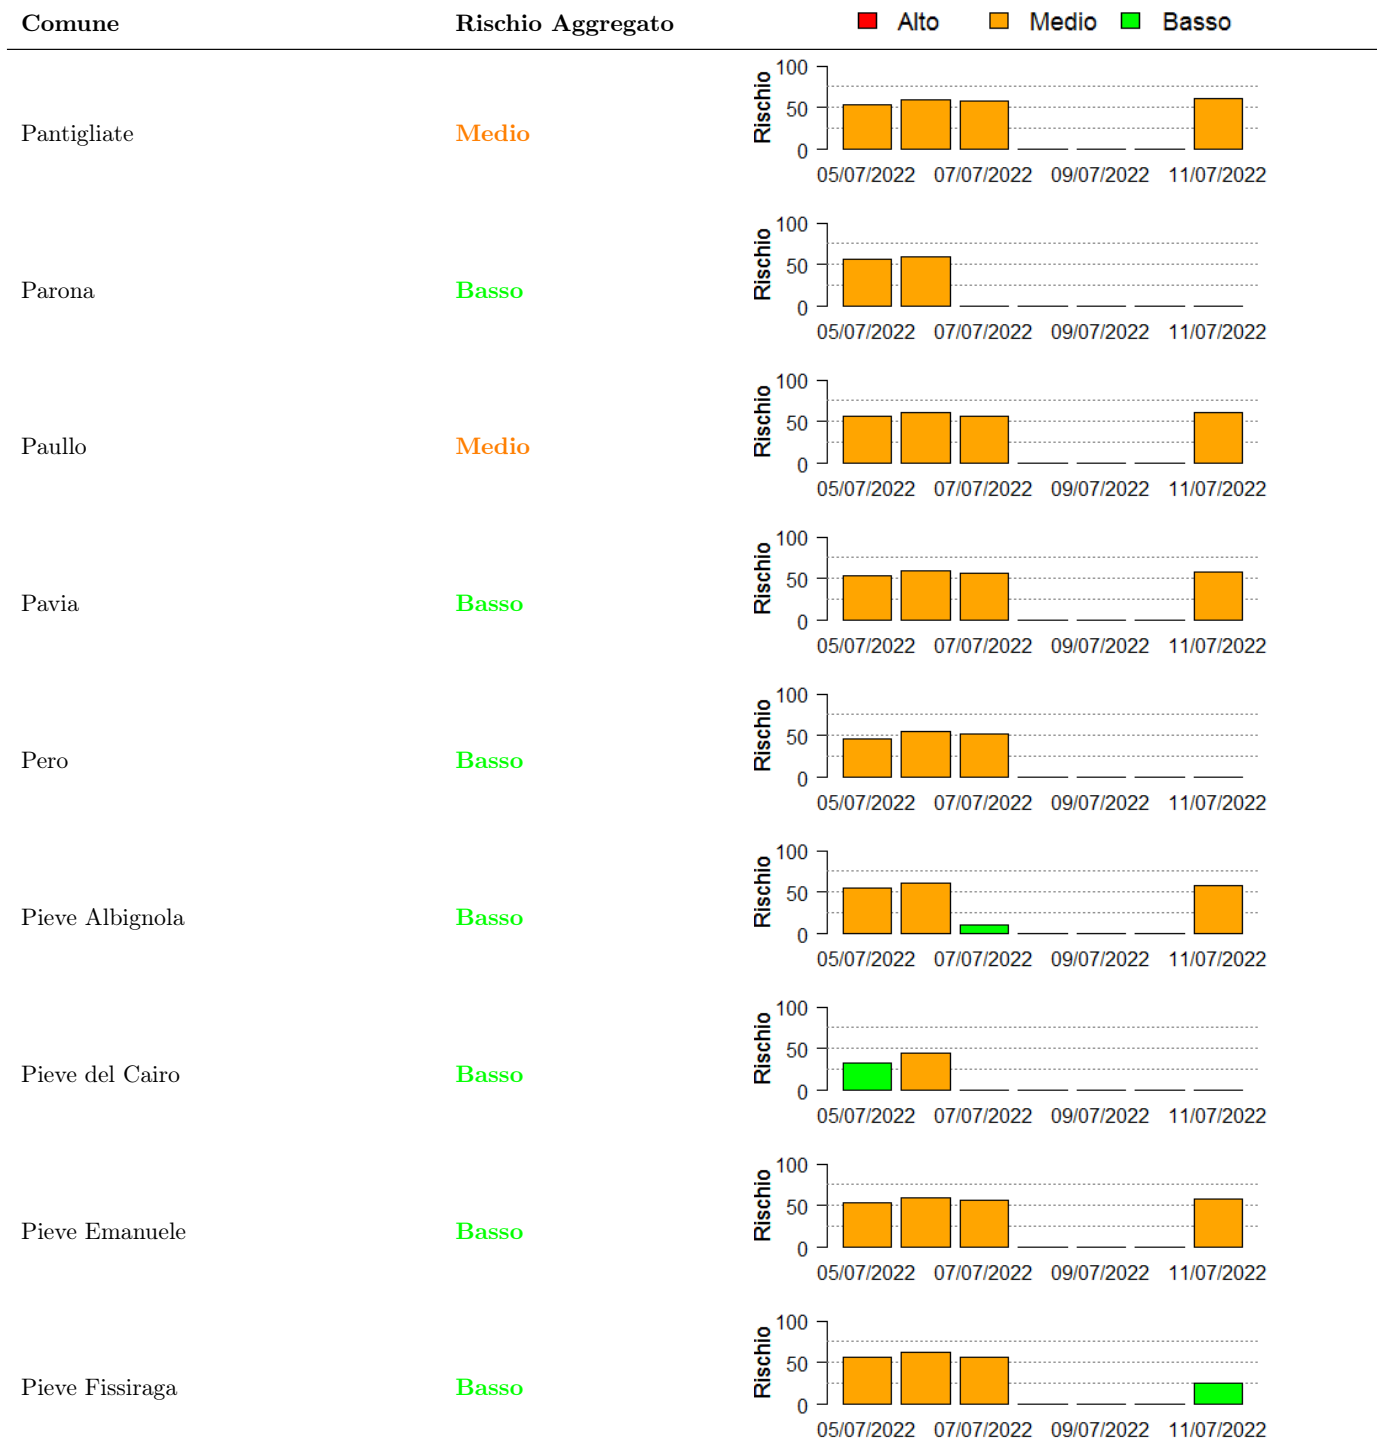 Comune Rischio Aggregato Alto Medio Basso
Pantigliate Medio
Rischio
100
50
0
05/07/2022 07/07/2022 09/07/2022 11/07/2022
Parona Basso
Rischio
100
50
0
05/07/2022 07/07/2022 09/07/2022 11/07/2022
Paullo Medio
Rischio
100
50
0
05/07/2022 07/07/2022 09/07/2022 11/07/2022
Pavia Basso
Rischio
100
50
0
05/07/2022 07/07/2022 09/07/2022 11/07/2022
Pero Basso
Rischio
100
50
0
05/07/2022 07/07/2022 09/07/2022 11/07/2022
Pieve Albignola Basso
Rischio
100
50
0
05/07/2022 07/07/2022 09/07/2022 11/07/2022
Pieve del Cairo Basso
Rischio
100
50
0
05/07/2022 07/07/2022 09/07/2022 11/07/2022
Pieve Emanuele Basso
Rischio
100
50
0
05/07/2022 07/07/2022 09/07/2022 11/07/2022
Pieve Fissiraga Basso
Rischio
100
50
0
05/07/2022 07/07/2022 09/07/2022 11/07/2022